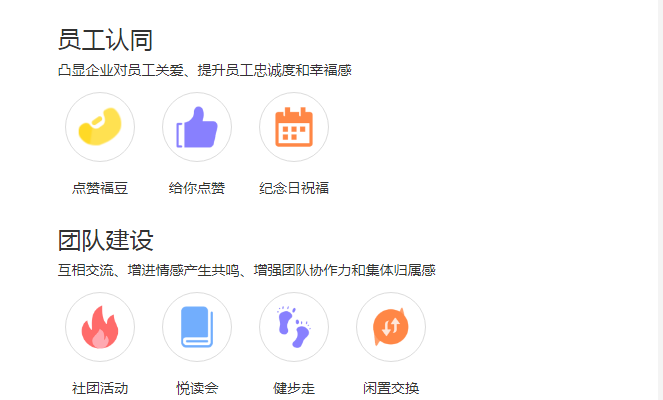 员工认同
凸显企业对员工关爱、提升员工忠诚度和幸福感
点赞福豆 给你点赞 纪念日祝福
团队建设
互相交流、增进情感产生共鸣、增强团队协作力和集体归属感
社团活动 悦读会 健步走 闲置交换